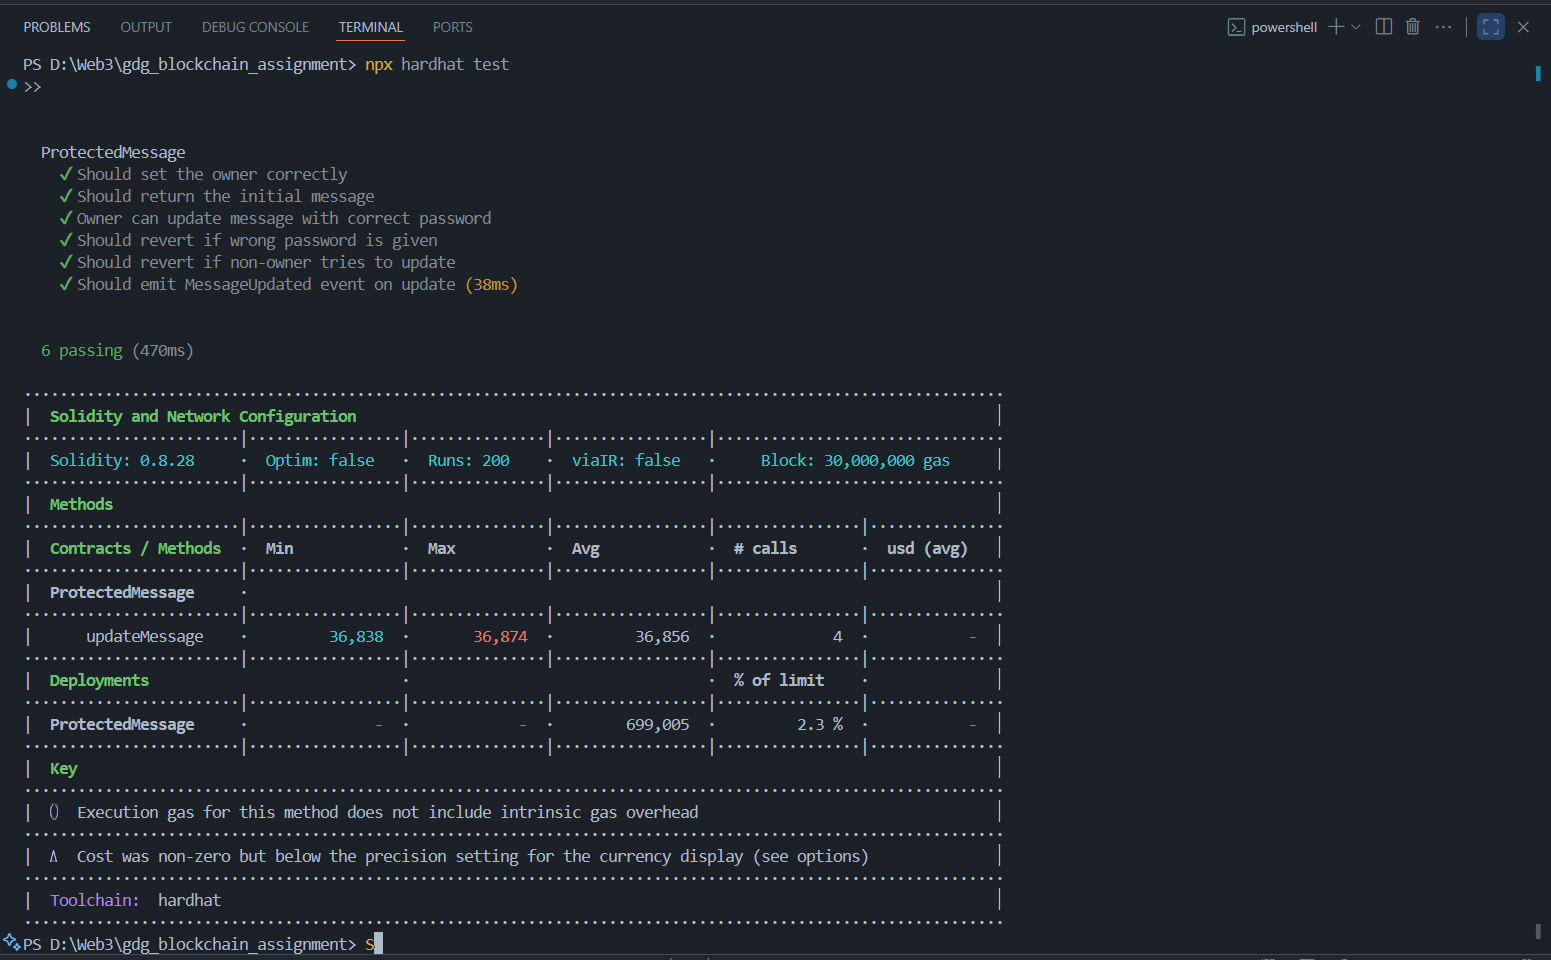 PROBLEMS OUTPUT DEBUG CONSOLE TERMINAL PORTS powershell
PS D:\Web3\gdg_blockchain_assignment> npx hardhat test
>>
ProtectedMessage
✓ Should set the owner correctly
✓ Should return the initial message
✓ Owner can update message with correct password
✓ Should revert if wrong password is given
✓ Should revert if non-owner tries to update
✓ Should emit MessageUpdated event on update (38ms)
6 passing (470ms)
| Solidity and Network Configuration |
| Solidity: 0.8.28 · Optim: false · Runs: 200 · viaIR: false · Block: 30,000,000 gas |
| Methods |
| Contracts / Methods · Min · Max · Avg · # calls · usd (avg) |
| ProtectedMessage · |
| updateMessage · 36,838 · 36,874 · 36,856 · 4 · - |
| Deployments · · % of limit · |
| ProtectedMessage · - · - · 699,005 · 2.3 % · - |
| Key |
| () Execution gas for this method does not include intrinsic gas overhead |
| Δ Cost was non-zero but below the precision setting for the currency display (see options) |
| Toolchain: hardhat |
PS D:\Web3\gdg_blockchain_assignment> S